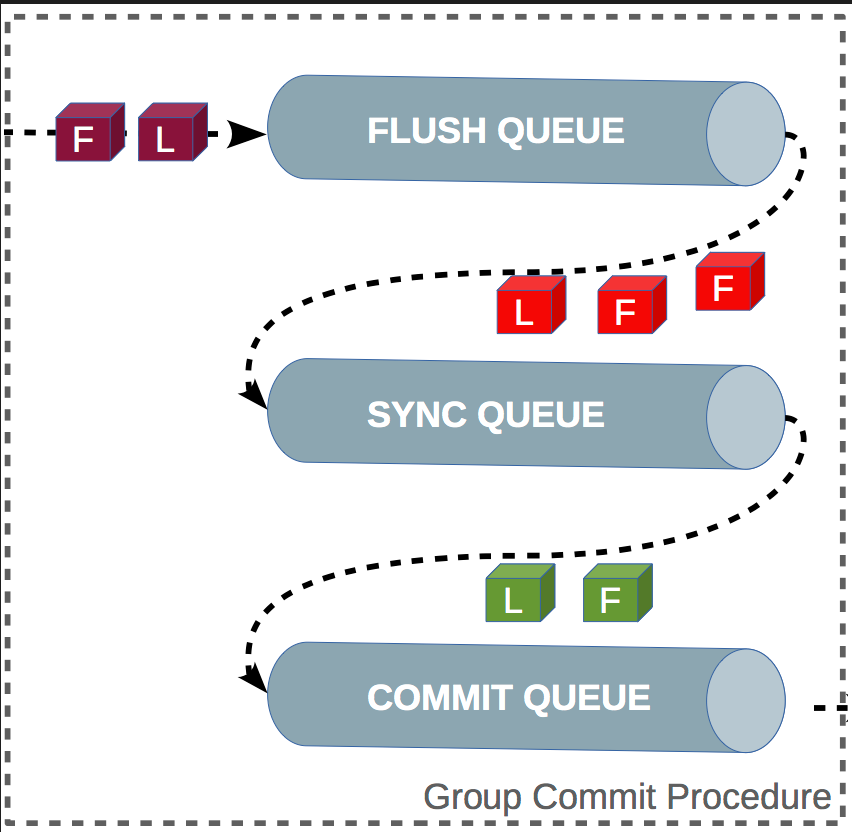 F L
FLUSH QUEUE
L F F
SYNC QUEUE
L F
COMMIT QUEUE
Group Commit Procedure